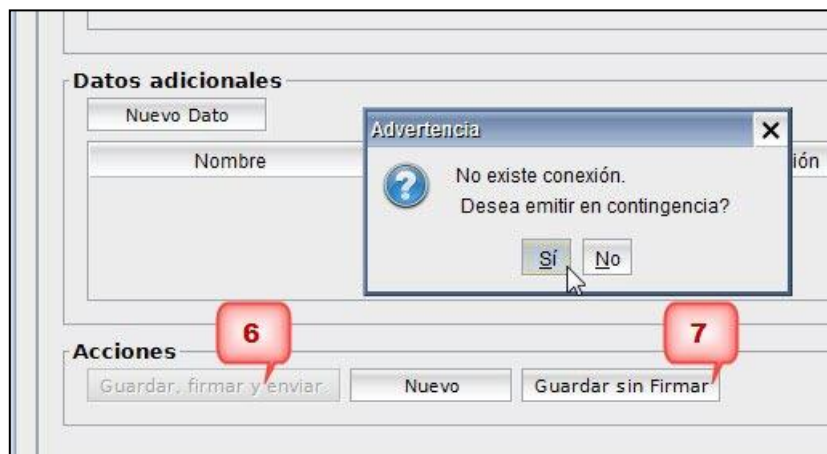 Datos adicionales
Nuevo Dato
Nombre
ión
Advertencia
No existe conexión.
Desea emitir en contingencia?
Sí No
6
7
Acciones
Guardar, firmar y enviar Nuevo Guardar sin Firmar